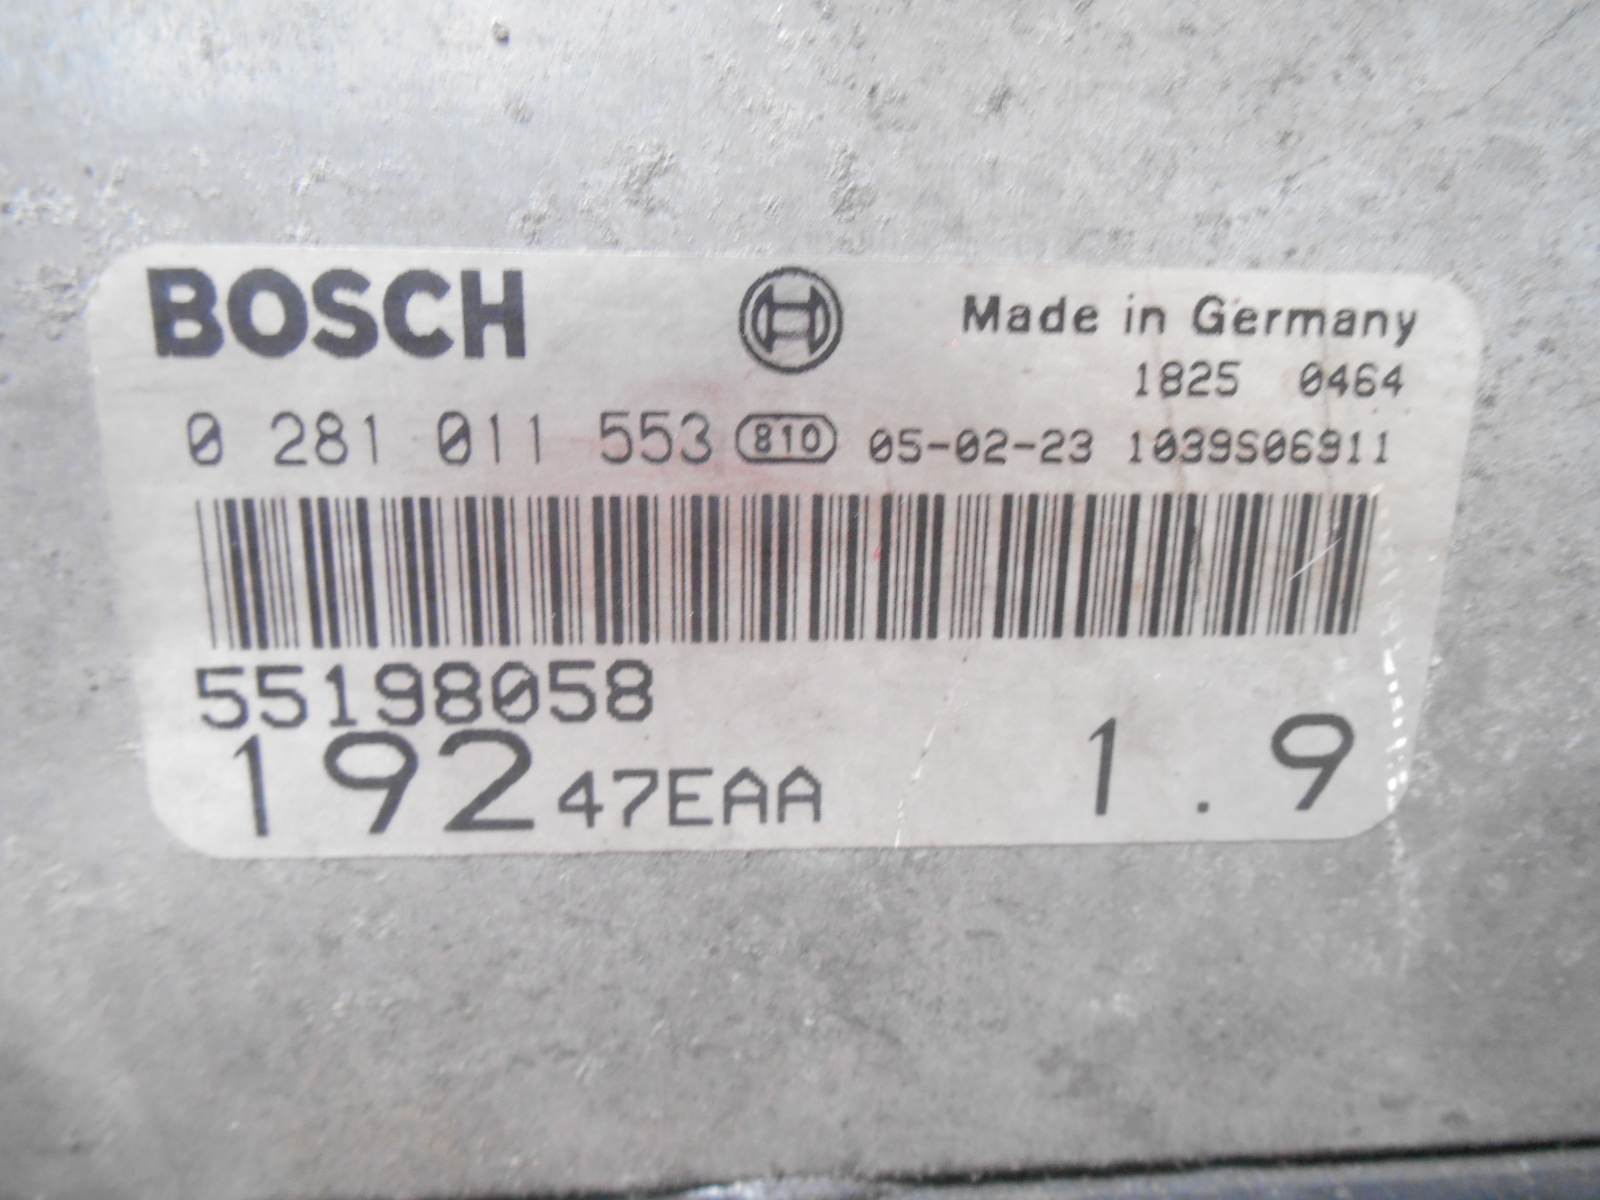 BOSCH Made in Germany
1825 0464
0 281 011 553 810 05-02-23 1039S06911
55198058
192 47EAA 1.9